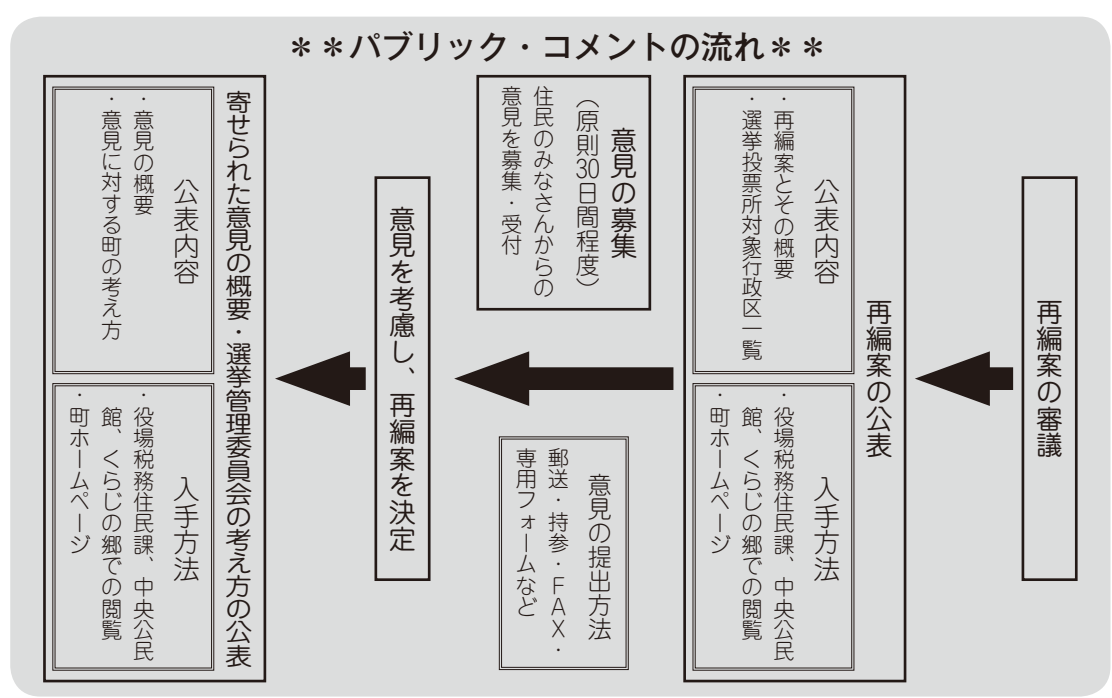 ＊＊パブリック・コメントの流れ＊＊
再編案の審議
再編案の公表
公表内容
・再編案とその概要
・選挙投票所対象行政区一覧
入手方法
・役場税務住民課、中央公民
館、くらじの郷での閲覧
・町ホームページ
意見の募集
（原則30日間程度）
住民のみなさんからの
意見を募集・受付
意見の提出方法
郵送・持参・ＦＡＸ・
専用フォームなど
意見を考慮し、再編案を決定
寄せられた意見の概要・選挙管理委員会の考え方の公表
公表内容
・意見の概要
・意見に対する町の考え方
入手方法
・役場税務住民課、中央公民
館、くらじの郷での閲覧
・町ホームページ